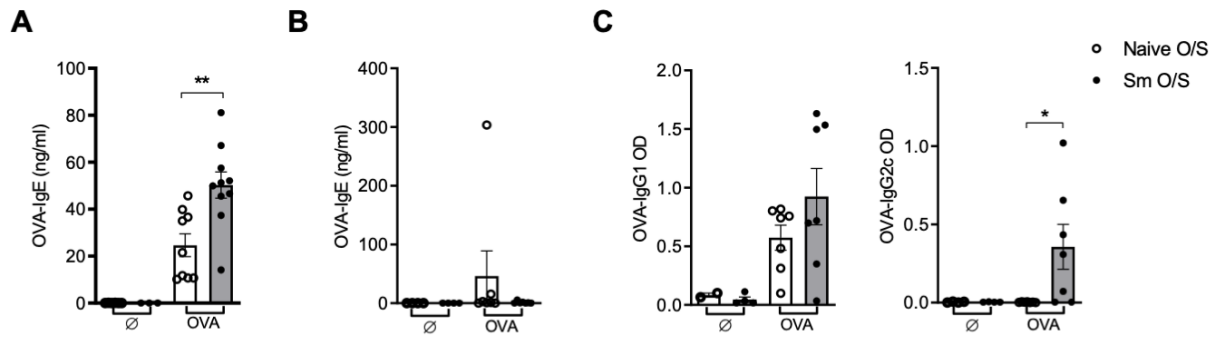 A
B
C
Naive O/S
Sm O/S
OVA-IgE (ng/ml)
100
80
60
40
20
0
**
Ø
OVA
OVA-IgE (ng/ml)
400
300
200
100
0
Ø
OVA
OVA-IgG1 OD
2.0
1.5
1.0
0.5
0.0
Ø
OVA
OVA-IgG2c OD
1.5
1.0
0.5
0.0
*
Ø
OVA